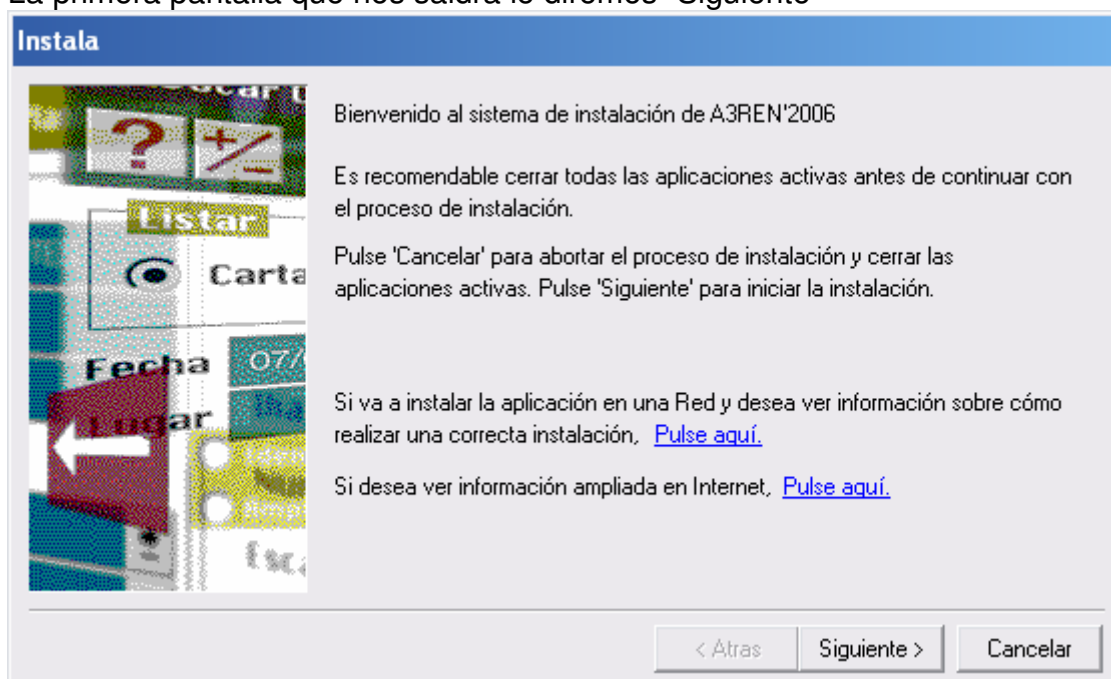 La primera pantalla que nos saldrá le diremos "Siguiente"
Instala
? +/-
Listar
Carta
Fecha 07/
Lugar
Bienvenido al sistema de instalación de A3REN'2006
Es recomendable cerrar todas las aplicaciones activas antes de continuar con
el proceso de instalación.
Pulse 'Cancelar' para abortar el proceso de instalación y cerrar las
aplicaciones activas. Pulse 'Siguiente' para iniciar la instalación.
Si va a instalar la aplicación en una Red y desea ver información sobre cómo
realizar una correcta instalación, Pulse aquí.
Si desea ver información ampliada en Internet, Pulse aquí.
< Atras Siguiente > Cancelar